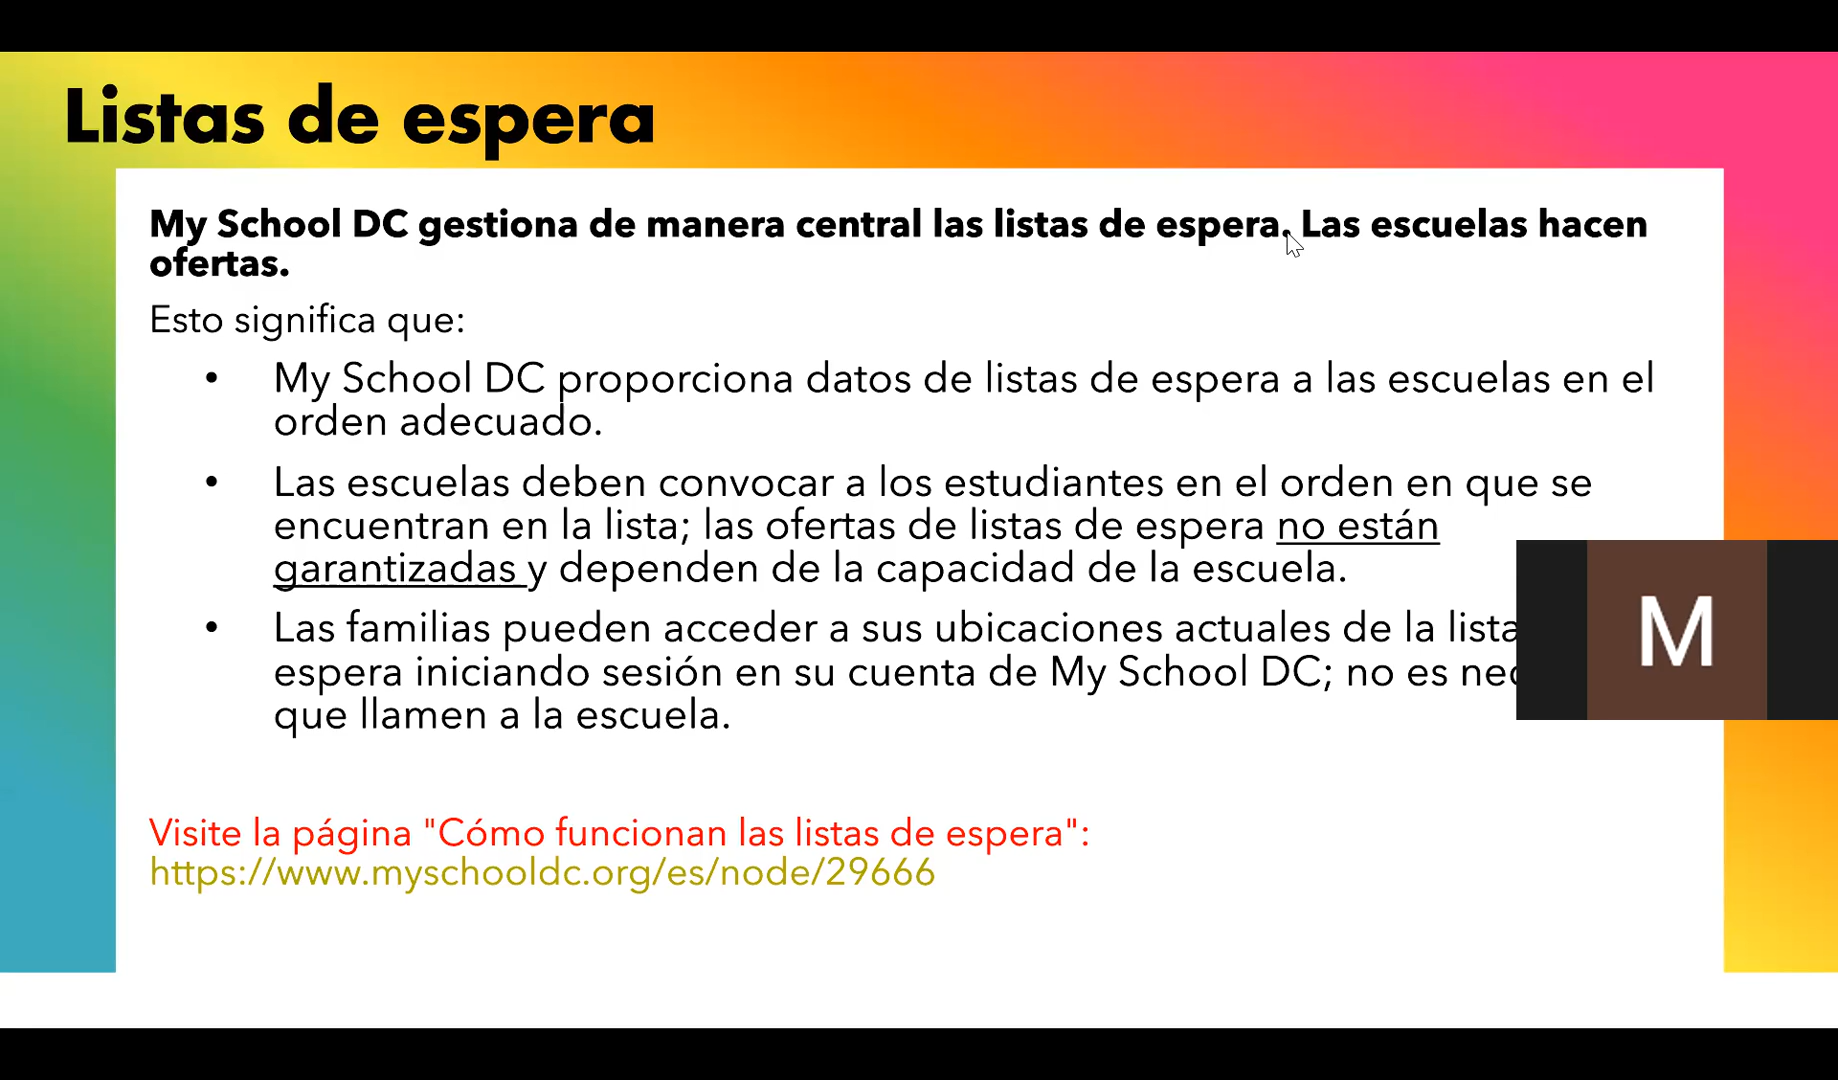 Listas de espera
My School DC gestiona de manera central las listas de espera. Las escuelas hacen
ofertas.
Esto significa que:
• My School DC proporciona datos de listas de espera a las escuelas en el
orden adecuado.
• Las escuelas deben convocar a los estudiantes en el orden en que se
encuentran en la lista; las ofertas de listas de espera no están
garantizadas y dependen de la capacidad de la escuela.
• Las familias pueden acceder a sus ubicaciones actuales de la lista
espera iniciando sesión en su cuenta de My School DC; no es
que llamen a la escuela.
M
Visite la página "Cómo funcionan las listas de espera":
https://www.myschooldc.org/es/node/29666